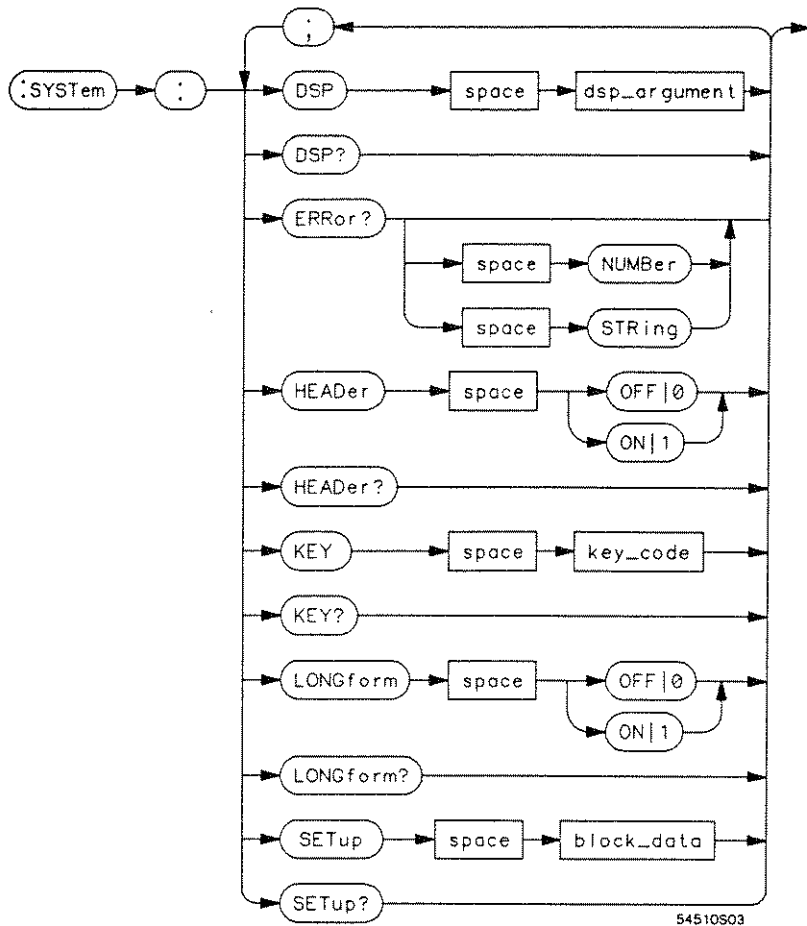 ;
:SYSTem : DSP space dsp_argument
DSP?
ERRor?
space NUMBer
space STRing
HEADer space OFF|0
ON|1
HEADer?
KEY space key_code
KEY?
LONGform space OFF|0
ON|1
LONGform?
SETup space block_data
SETup?
54510S03